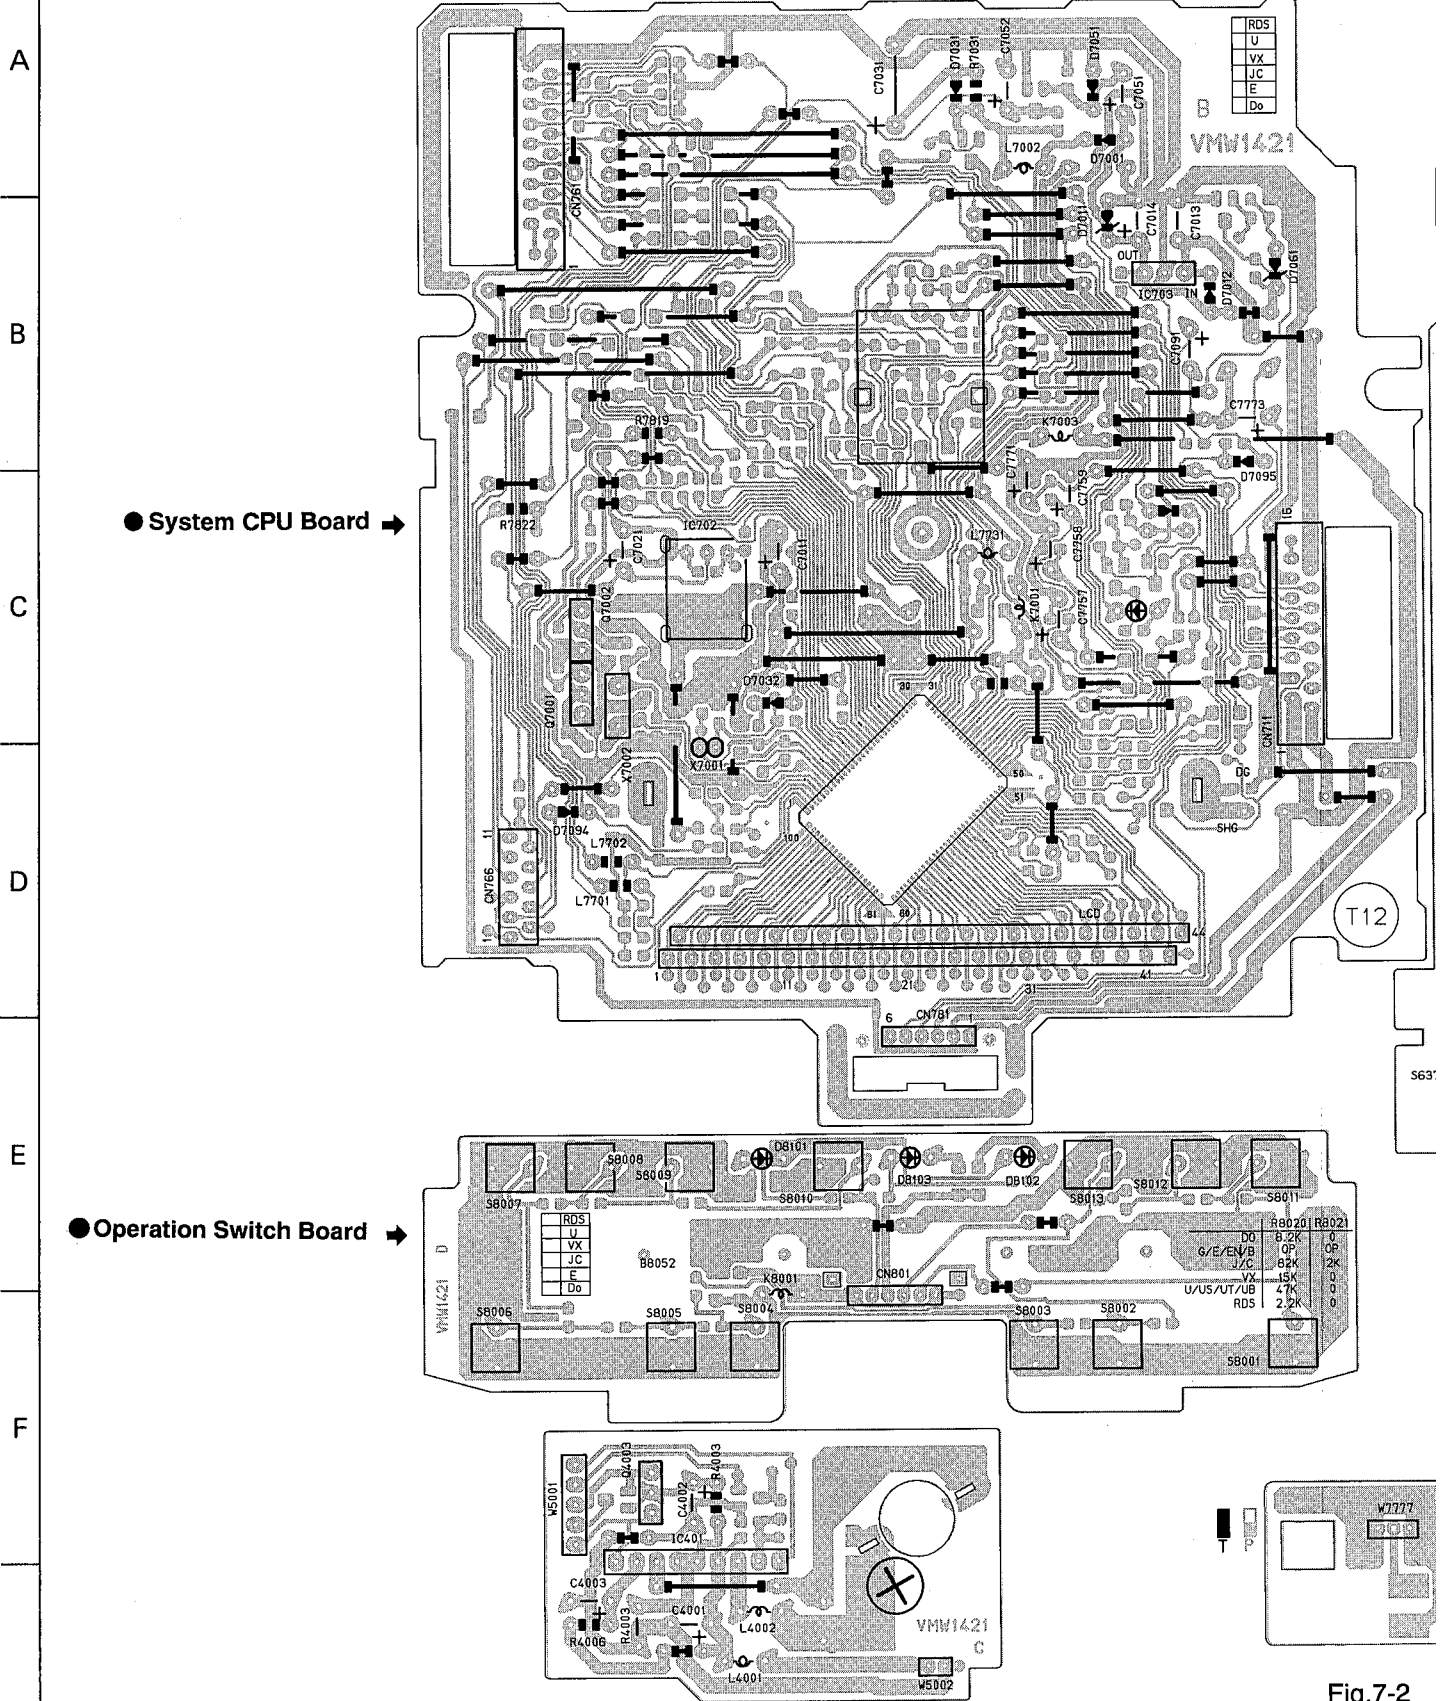 A
B
C
D
E
F
● System CPU Board
● Operation Switch Board
RDS
U
VX
JC
E
Do
B
VMW1421
C7031
D7031
R7031
C7052
D7051
C7051
L7002
D7001
CN761
D7011
C7014
C7013
OUT
IC703
IN
D7012
D7061
C7091
C7773
R7819
K7003
C7771
C7759
D7095
R7822
IC702
C7021
C7011
L7731
C7758
Q7002
K7001
C7757
D7032
80
31
Q7001
X7002
X7001
50
51
DG
CN711
SHG
D7094
11
L7702
L7701
CN766
1
100
81
80
LCD
44
T12
1
11
21
31
41
6
CN781
1
S637
S8007
S8008
S8009
D8101
S8010
D8103
D8102
S8013
S8012
S8011
RDS
U
VX
JC
E
Do
D
VMW1421
B8052
K8001
CN801
R8020 R8021
DO 8.2K 0
G/E/EN/B OP OP
J/C 82K 2K
VX 15K 0
U/US/UT/UB 47K 0
RDS 2.2K 0
S8006
S8005
S8004
S8003
S8002
S8001
W5001
Q4003
C4002
R4003
IC401
C4003
R4006
R4003
C4001
L4002
L4001
VMW1421
C
W5002
T
P
W7777
Fig.7-2